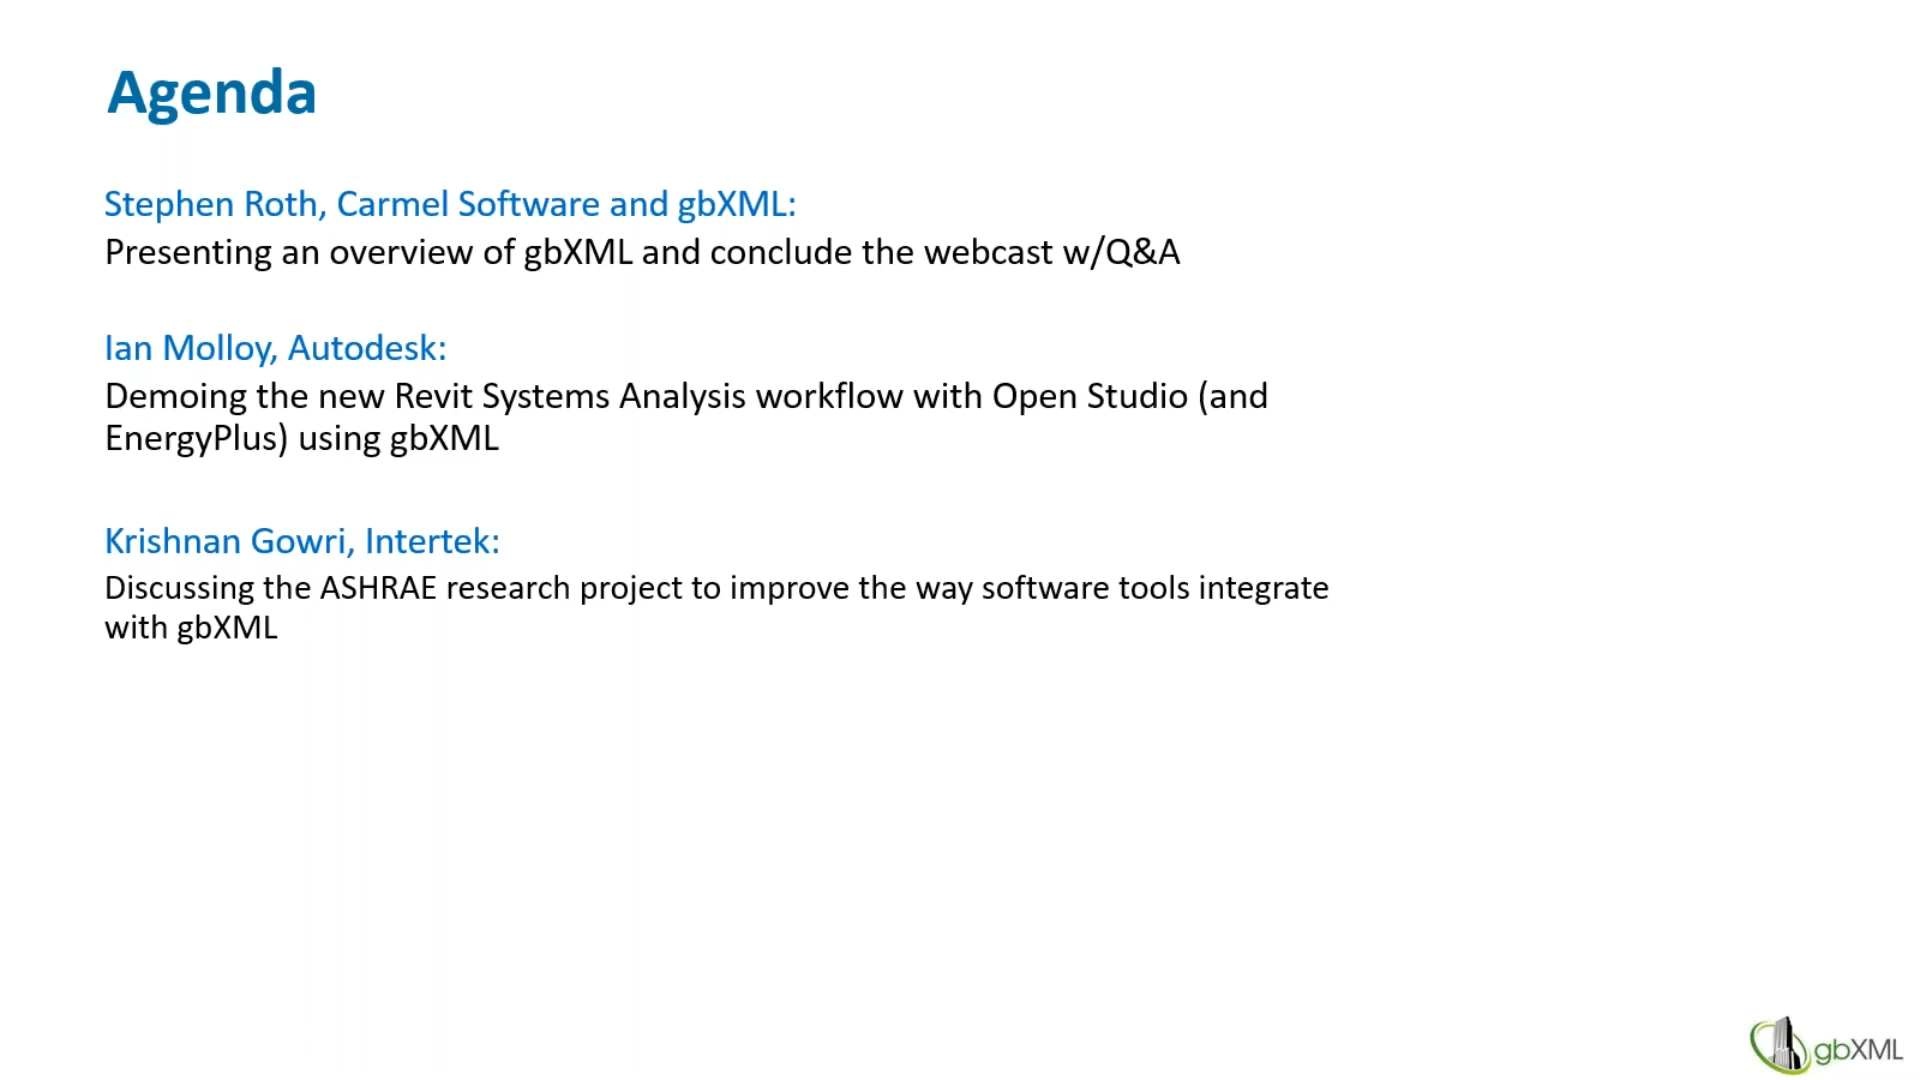 Agenda
Stephen Roth, Carmel Software and gbXML:
Presenting an overview of gbXML and conclude the webcast w/Q&A
Ian Molloy, Autodesk:
Demoing the new Revit Systems Analysis workflow with Open Studio (and
EnergyPlus) using gbXML
Krishnan Gowri, Intertek:
Discussing the ASHRAE research project to improve the way software tools integrate
with gbXML
gbXML